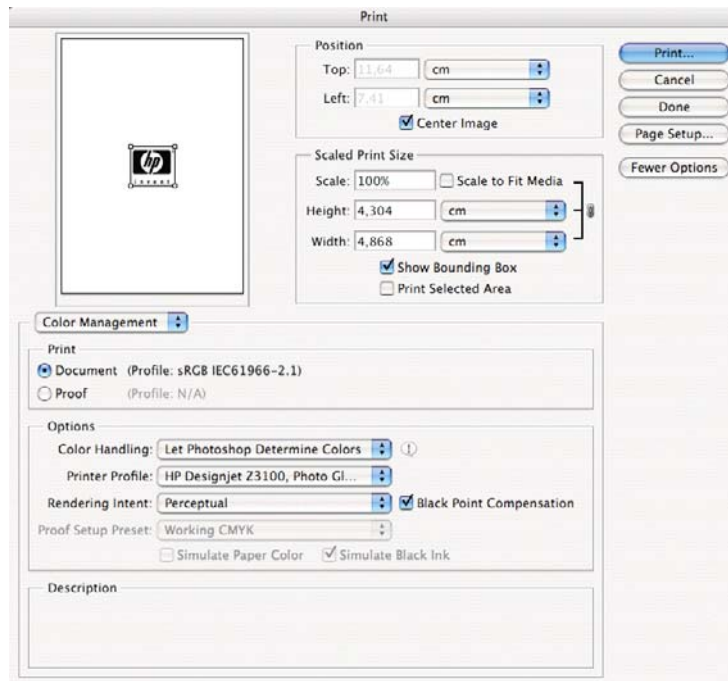 Print
Position
Top: 11,64 cm
Left: 7,41 cm
Center Image
Print...
Cancel
Done
Page Setup...
Fewer Options
hp
invent
Scaled Print Size
Scale: 100% Scale to Fit Media
Height: 4,304 cm
Width: 4,868 cm
Show Bounding Box
Print Selected Area
Color Management
Print
Document (Profile: sRGB IEC61966-2.1)
Proof (Profile: N/A)
Options
Color Handling: Let Photoshop Determine Colors
Printer Profile: HP Designjet Z3100, Photo Gl...
Rendering Intent: Perceptual Black Point Compensation
Proof Setup Preset: Working CMYK
Simulate Paper Color Simulate Black Ink
Description